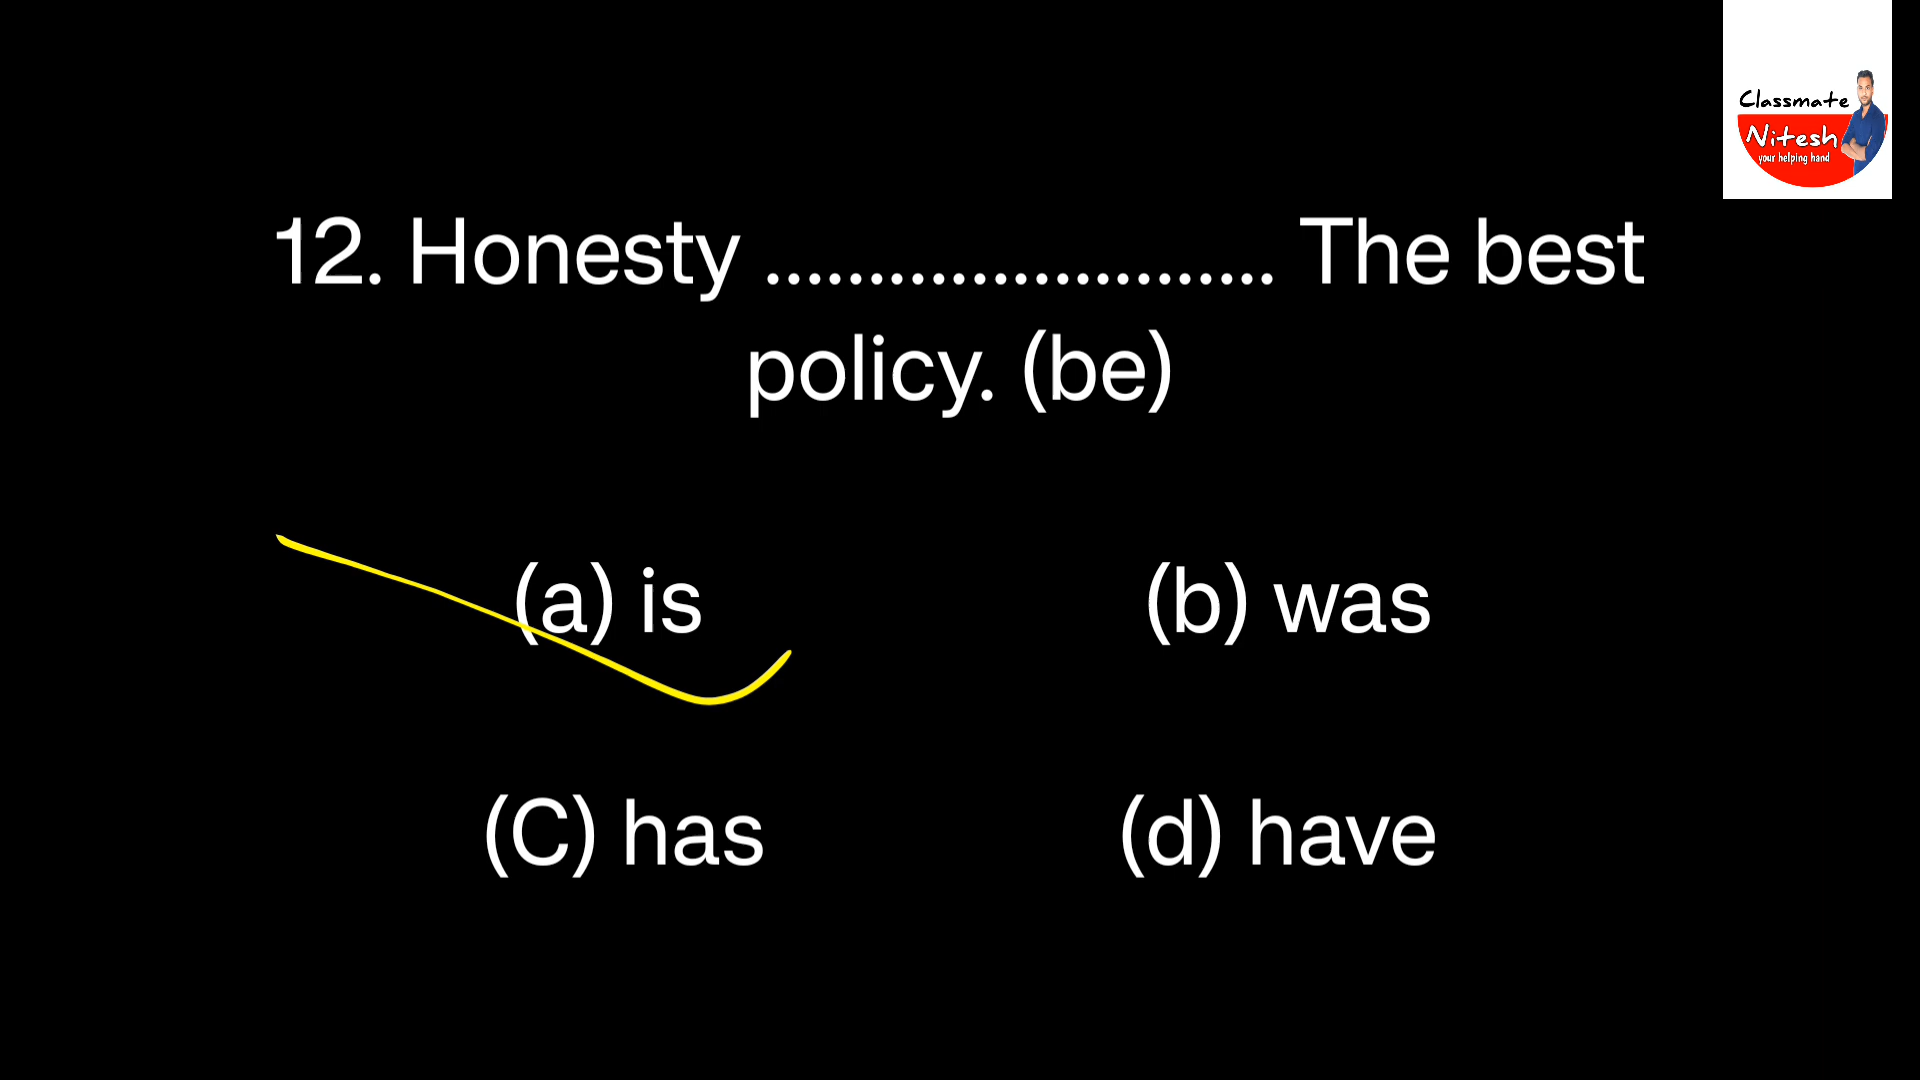 Classmate
Nitesh
your helping hand
12. Honesty ......................... The best
policy. (be)
(a) is
(b) was
(C) has
(d) have